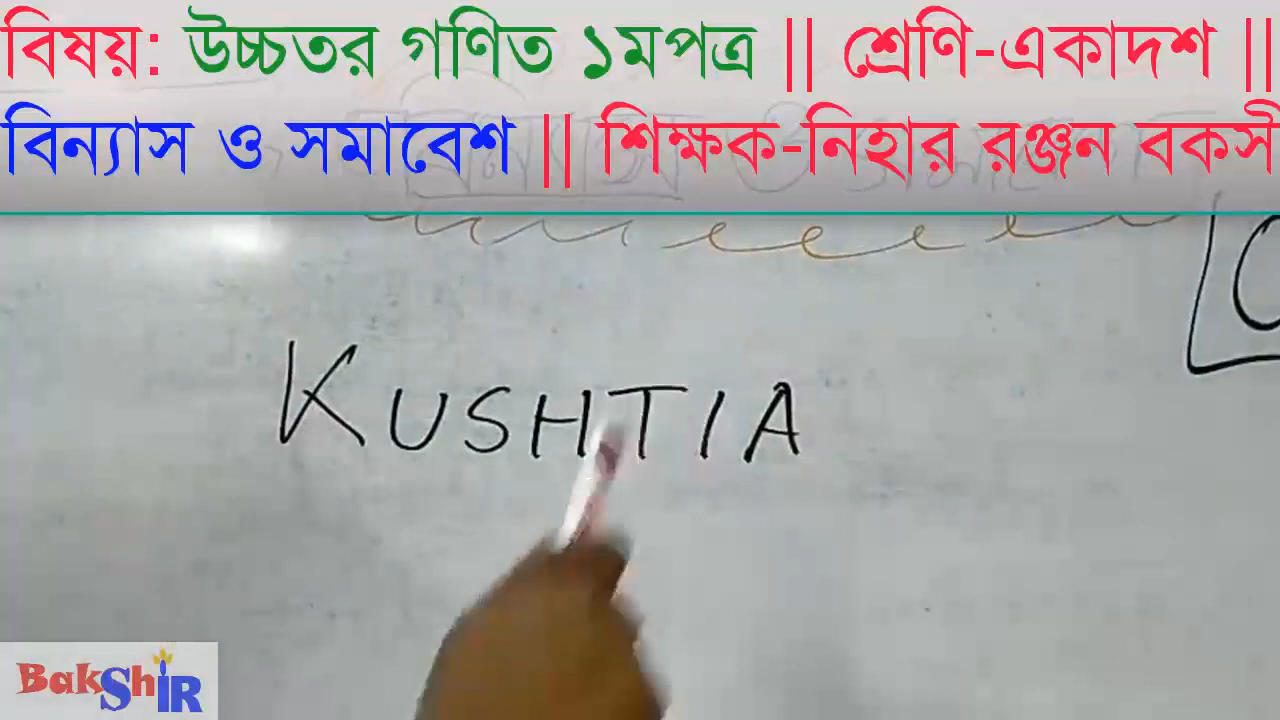 বিষয়: উচ্চতর গণিত ১মপত্র || শ্রেণি-একাদশ ||
বিন্যাস ও সমাবেশ || শিক্ষক-নিহার রঞ্জন বকসী
KUSHTIA
BakShIR